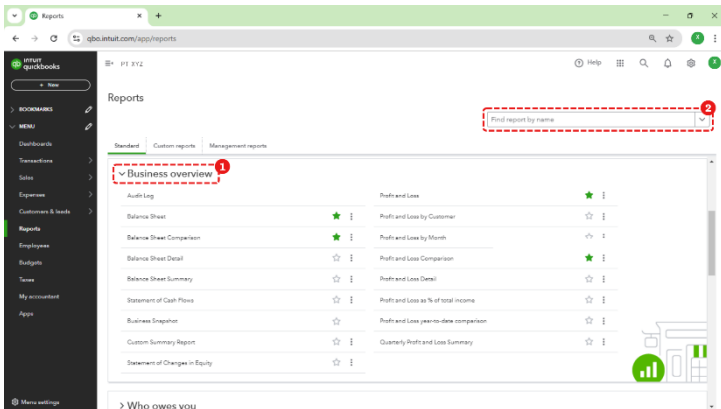 Reports
qbo.intuit.com/app/reports
X
INTUIT
quickbooks
PT XYZ
Help
X
+ New
Reports
BOOKMARKS
2
Find report by name
MENU
Dashboards
Standard Custom reports Management reports
Transactions
1
Sales
Business overview
Expenses
Audit Log Profit and Loss
Customers & leads
Balance Sheet Profit and Loss by Customer
Reports
Balance Sheet Comparison Profit and Loss by Month
Employees
Balance Sheet Detail Profit and Loss Comparison
Budgets
Balance Sheet Summary Profit and Loss Detail
Taxes
My accountant
Statement of Cash Flows Profit and Loss as % of total income
Apps
Business Snapshot Profit and Loss year-to-date comparison
Custom Summary Report Quarterly Profit and Loss Summary
Statement of Changes in Equity
Menu settings
Who owes you